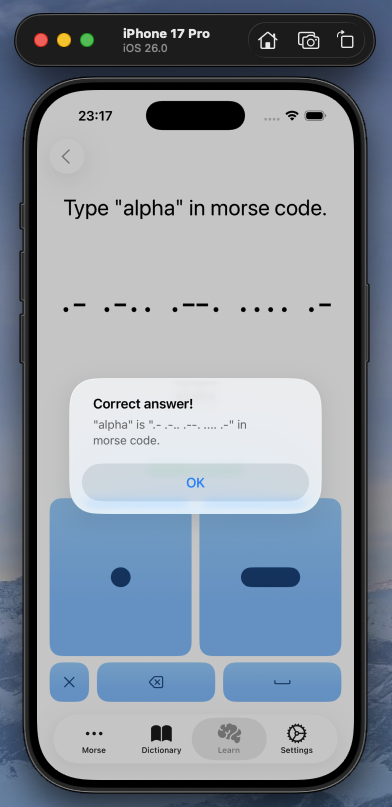 iPhone 17 Pro
iOS 26.0
23:17
Type "alpha" in morse code.
.- .-.. .--. .... .-
Correct answer!
"alpha" is ".- .-.. .--. .... .-" in
morse code.
OK
Morse
Dictionary
Learn
Settings